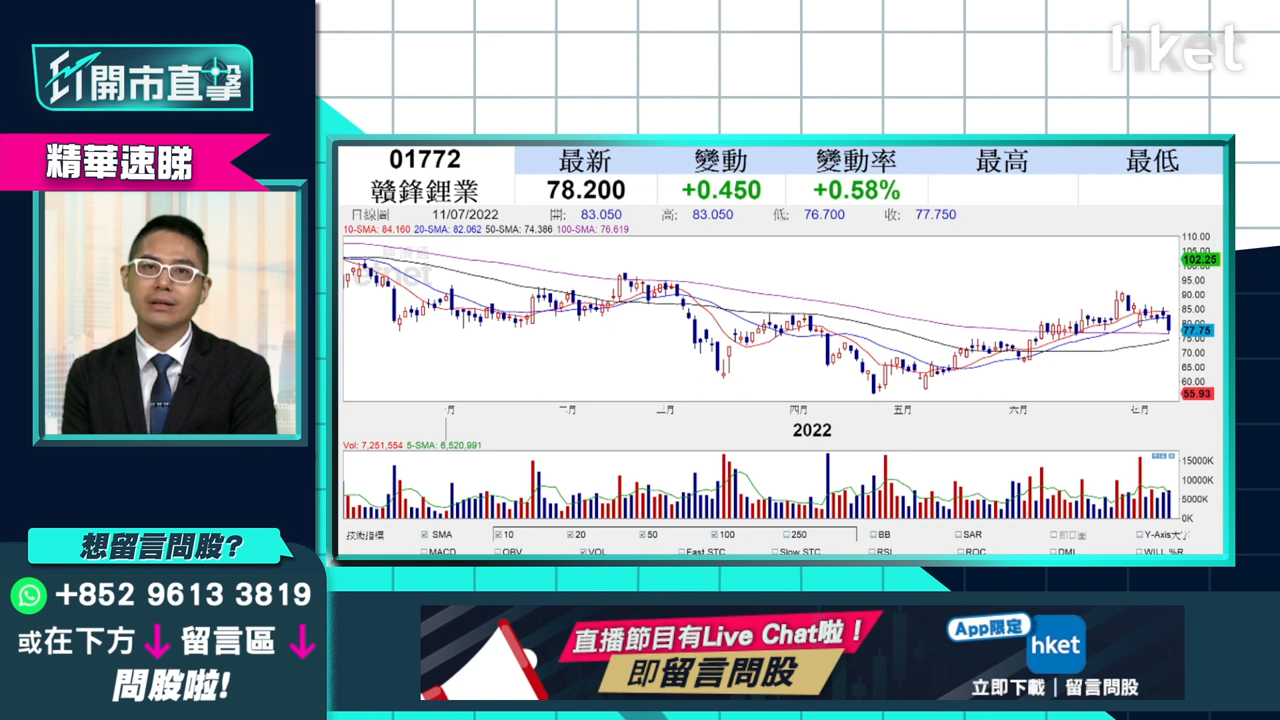 hket
ET開市直擊
精華速睇
01772 最新 變動 變動率 最高 最低
贛鋒鋰業 78.200 +0.450 +0.58%
日線圖 11/07/2022 開: 83.050 高: 83.050 低: 76.700 收: 77.750
10-SMA: 84.160 20-SMA: 82.062 50-SMA: 74.386 100-SMA: 76.619
110.00
105.00
102.25
100.00
95.00
90.00
85.00
80.00
77.75
75.00
70.00
65.00
60.00
55.93
二月 三月 四月 五月 六月 七月
2022
Vol: 7,251,554 5-SMA: 6,520,991
15000K
10000K
5000K
0K
技術指標 SMA 10 20 50 100 250 BB SAR Y-Axis大字
MACD OBV VOL Fast STC Slow STC RSI ROC DMI WILL %R
想留言問股?
+852 9613 3819
或在下方 留言區
問股啦!
直播節目有Live Chat啦!
即留言問股
App限定
hket
立即下載 | 留言問股